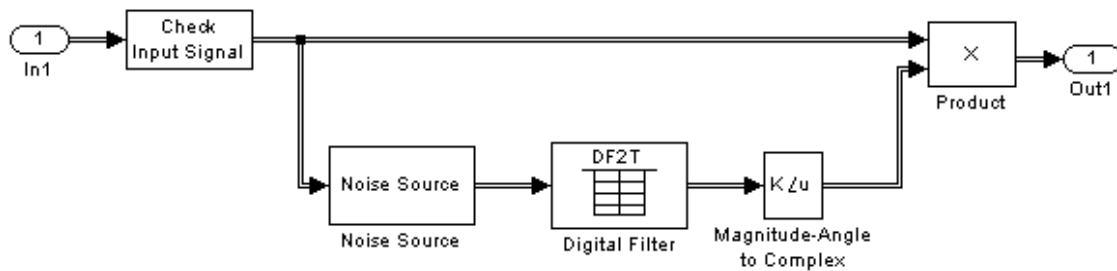 1
In1
Check
Input Signal
×
Product
1
Out1
Noise Source
Noise Source
DF2T
Digital Filter
K∠u
Magnitude-Angle
to Complex